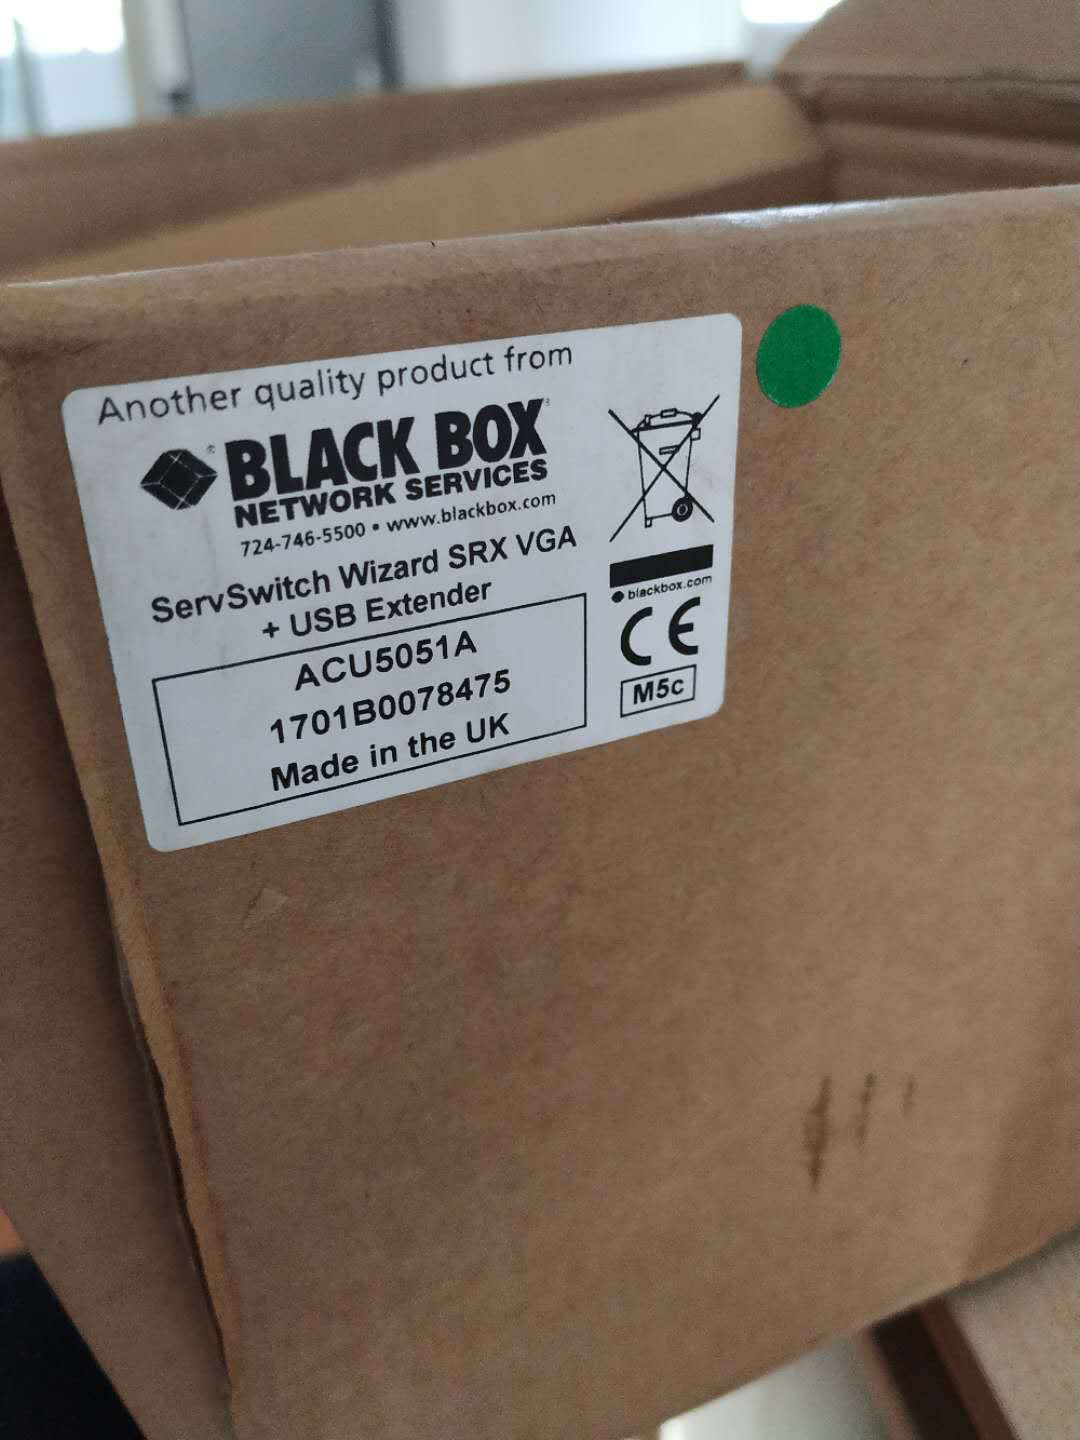 Another quality product from
BLACK BOX
NETWORK SERVICES
724-746-5500 • www.blackbox.com
ServSwitch Wizard SRX VGA
+ USB Extender
ACU5051A
1701B0078475
Made in the UK
blackbox.com
CE
M5c